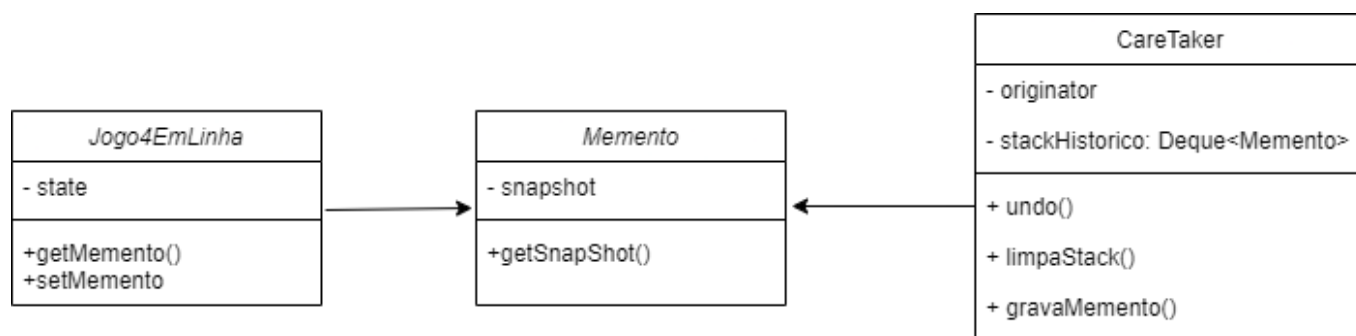 Jogo4EmLinha
- state
+getMemento()
+setMemento
Memento
- snapshot
+getSnapShot()
CareTaker
- originator
- stackHistorico: Deque<Memento>
+ undo()
+ limpaStack()
+ gravaMemento()